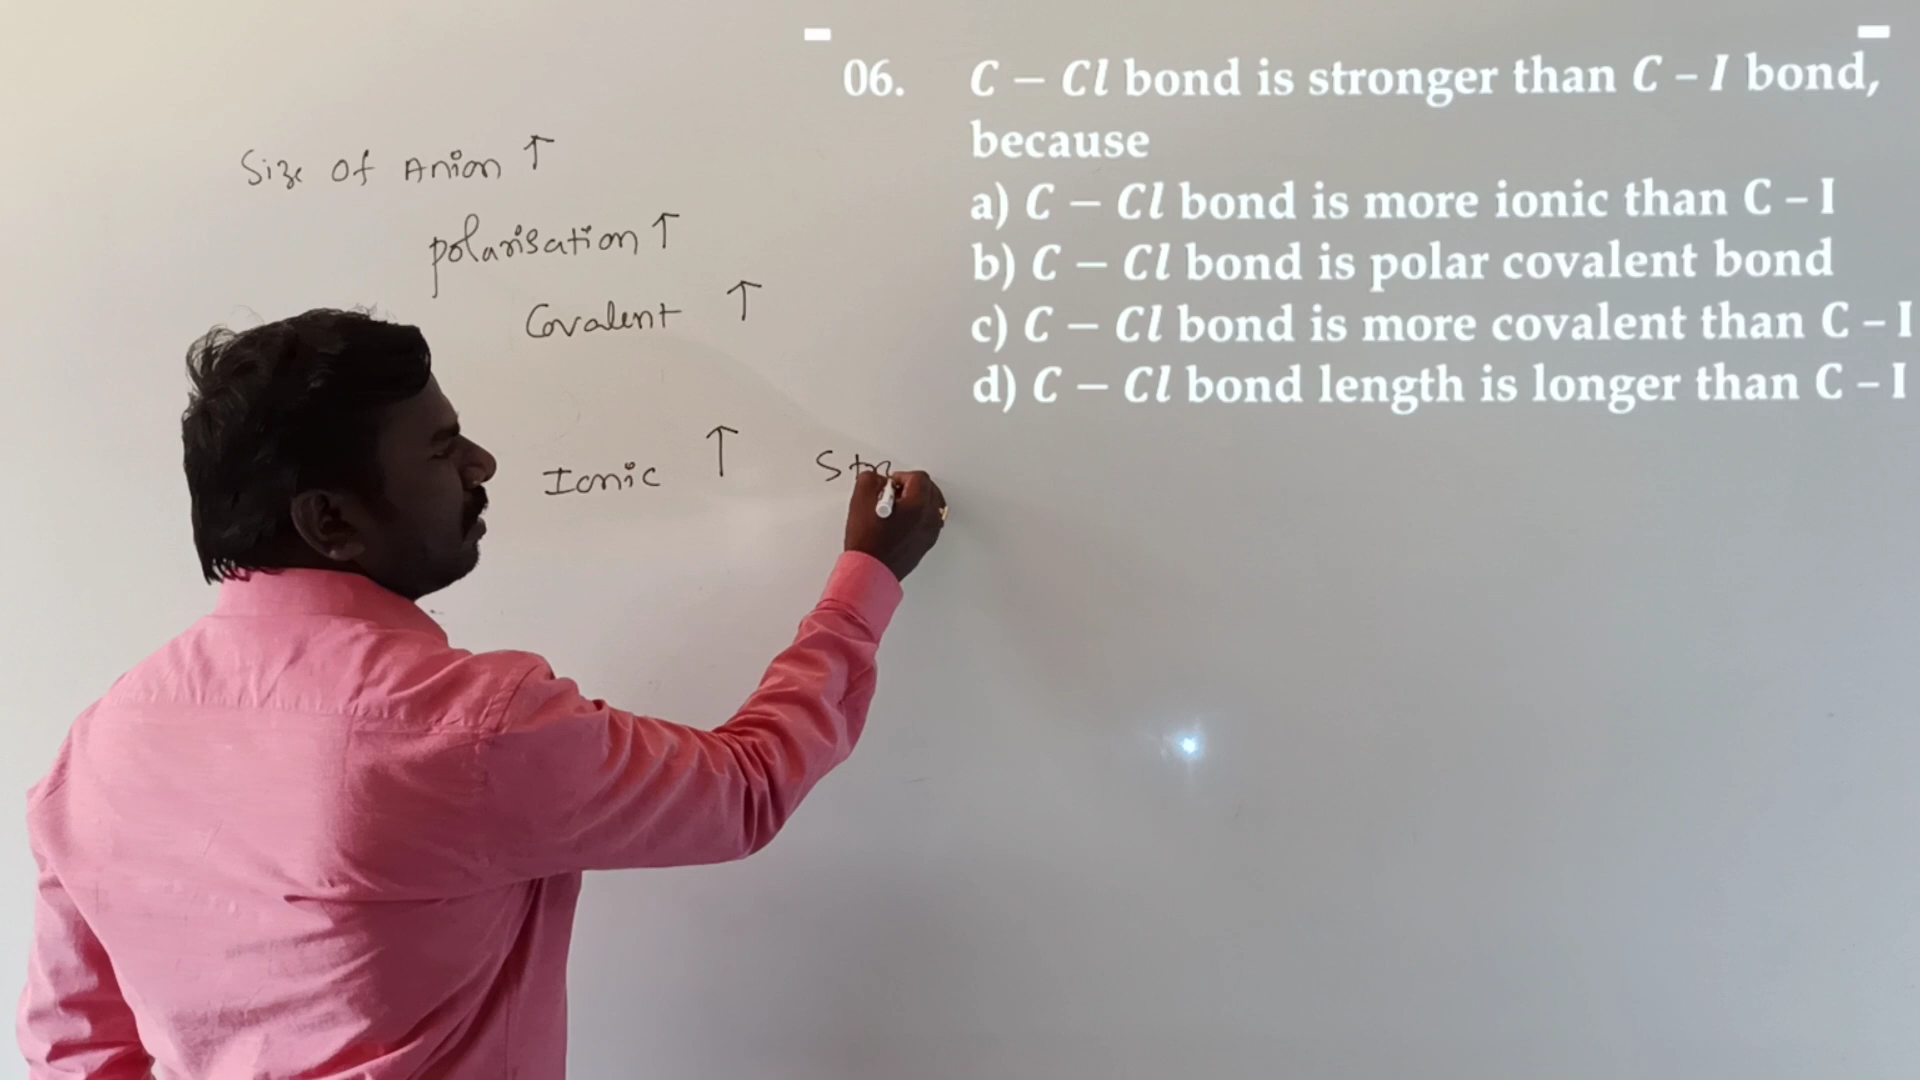 Size of Anion ↑
polarisation ↑
Covalent ↑
Ionic ↑
06. C – Cl bond is stronger than C – I bond,
because
a) C – Cl bond is more ionic than C – I
b) C – Cl bond is polar covalent bond
c) C – Cl bond is more covalent than C – I
d) C – Cl bond length is longer than C – I